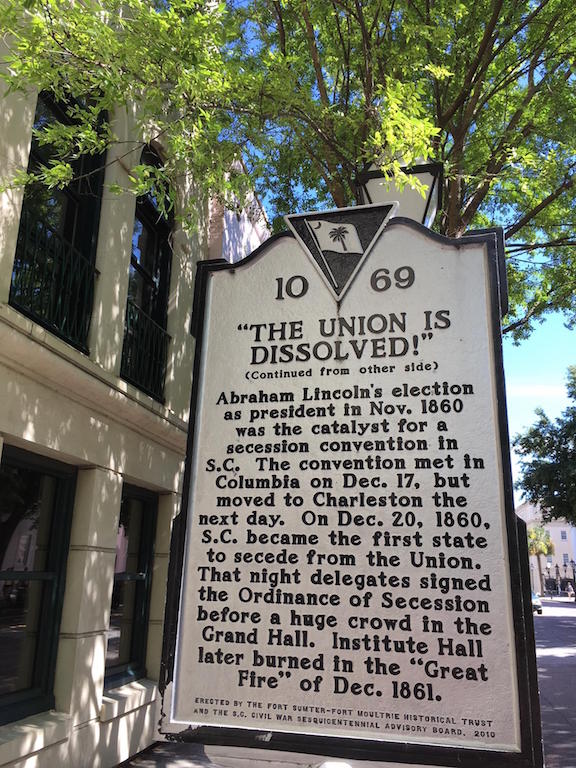 10 69
"THE UNION IS
DISSOLVED!"
(Continued from other side)
Abraham Lincoln's election
as president in Nov. 1860
was the catalyst for a
secession convention in
S.C. The convention met in
Columbia on Dec. 17, but
moved to Charleston the
next day. On Dec. 20, 1860,
S.C. became the first state
to secede from the Union.
That night delegates signed
the Ordinance of Secession
before a huge crowd in the
Grand Hall. Institute Hall
later burned in the "Great
Fire" of Dec. 1861.
ERECTED BY THE FORT SUMTER-FORT MOULTRIE HISTORICAL TRUST
AND THE S.C. CIVIL WAR SESQUICENTENNIAL ADVISORY BOARD, 2010